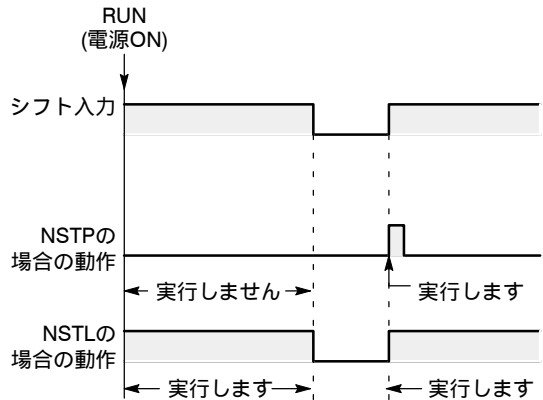 RUN
(電源ON)
シフト入力
NSTPの
場合の動作
実行しません
実行します
NSTLの
場合の動作
実行します
実行します